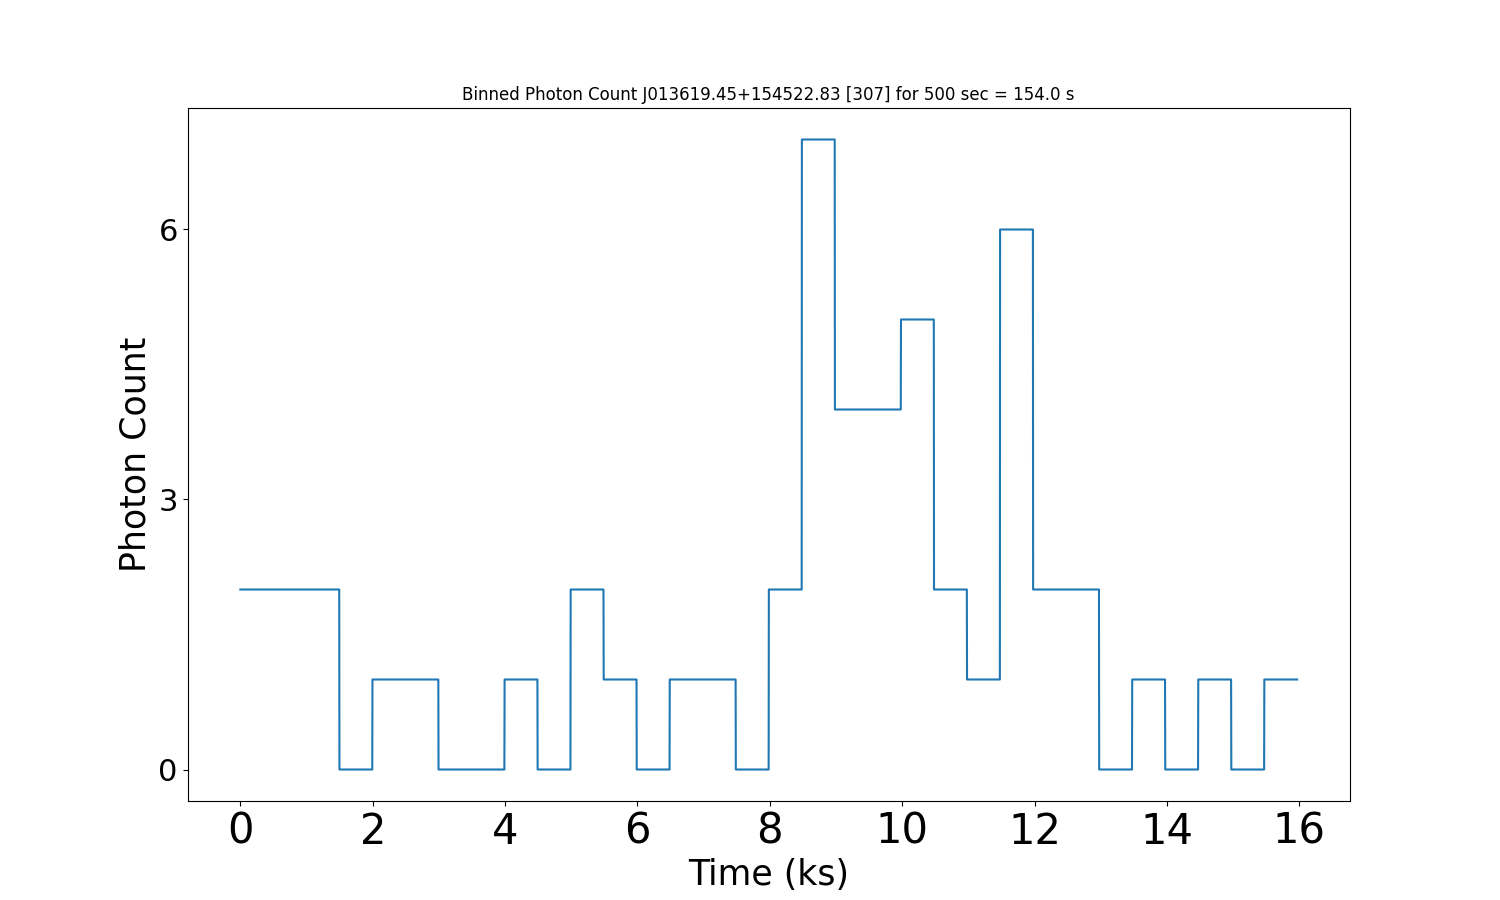 Binned Photon Count J013619.45+154522.83 [307] for 500 sec = 154.0 s
6
3
0
Photon Count
0 2 4 6 8 10 12 14 16
Time (ks)